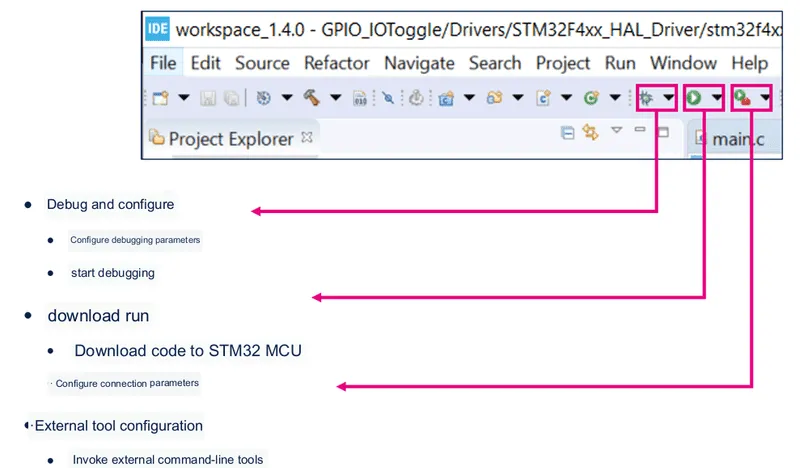 IDE workspace_1.4.0 - GPIO_IOToggle/Drivers/STM32F4xx_HAL_Driver/stm32f4x
File Edit Source Refactor Navigate Search Project Run Window Help
010
Project Explorer
main.c
Debug and configure
Configure debugging parameters
start debugging
download run
Download code to STM32 MCU
Configure connection parameters
External tool configuration
Invoke external command-line tools